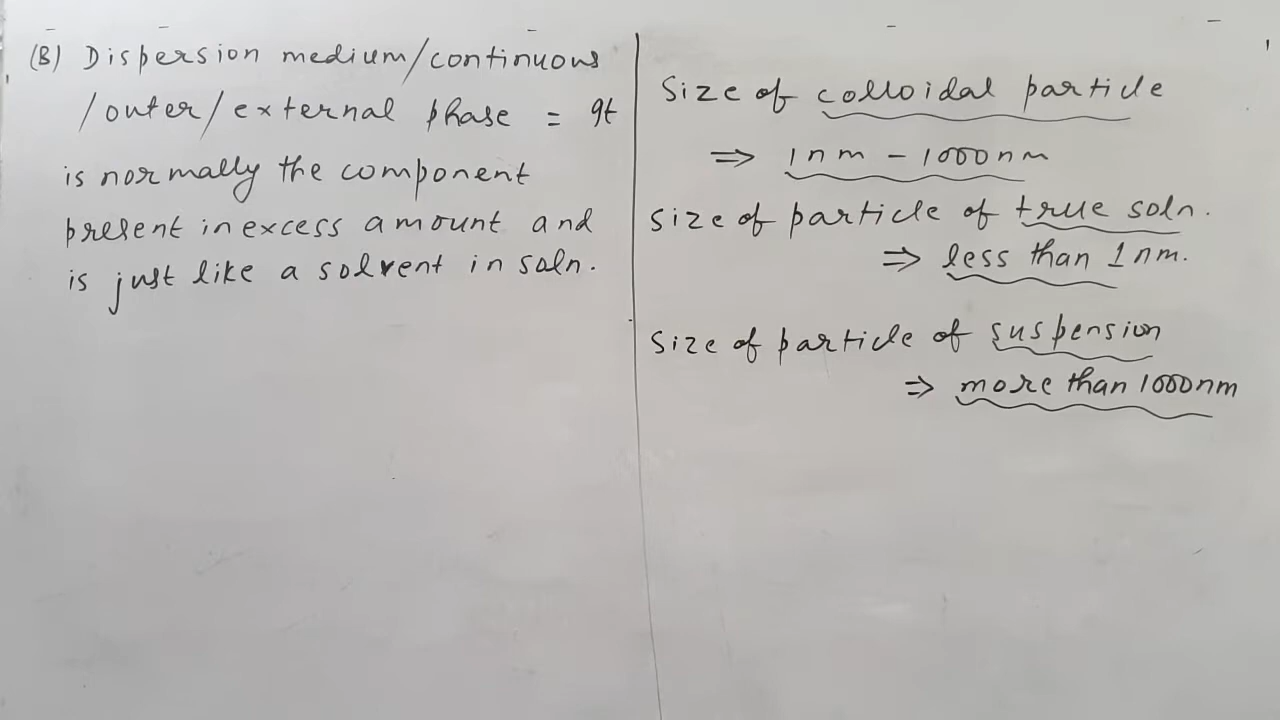 (B) Dispersion medium/continuous
/outer/external phase = It
is normally the component
present in excess amount and
is just like a solvent in soln.
Size of colloidal particle
⇒ 1nm - 1000nm
Size of particle of true soln.
⇒ less than 1nm.
Size of particle of suspension
⇒ more than 1000nm